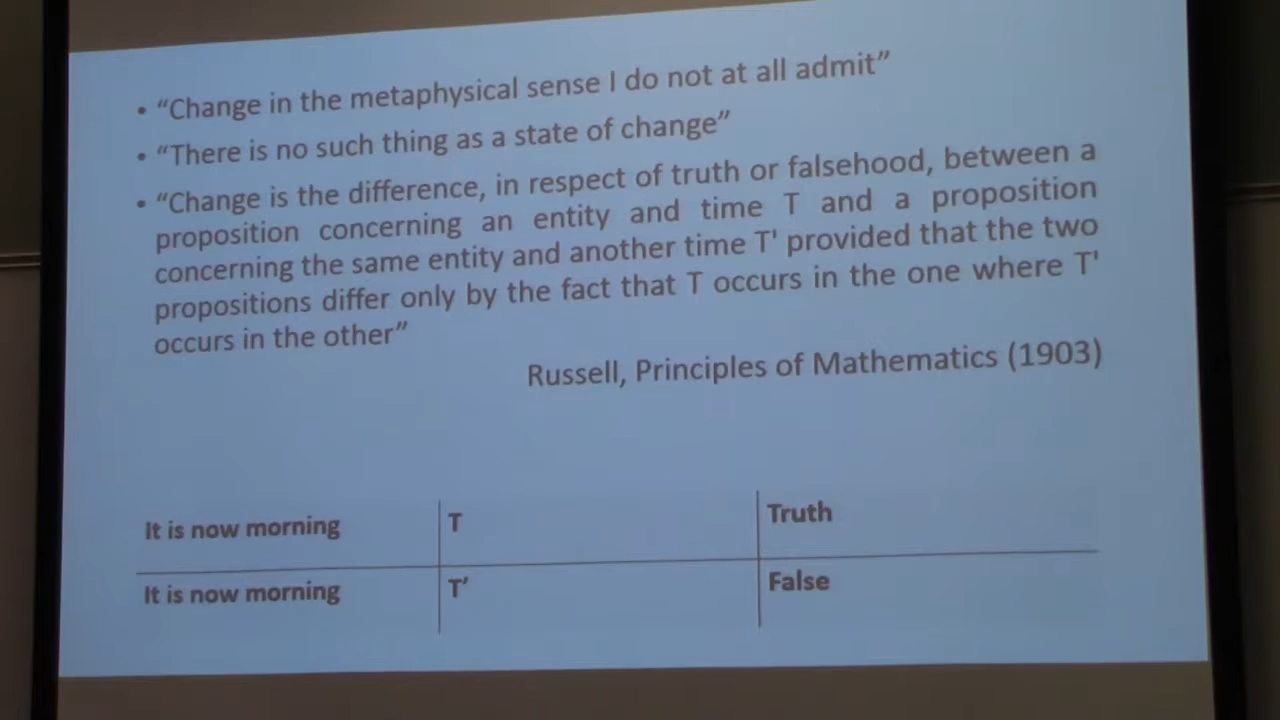 • “Change in the metaphysical sense I do not at all admit”
• “There is no such thing as a state of change”
• “Change is the difference, in respect of truth or falsehood, between a
proposition concerning an entity and time T and a proposition
concerning the same entity and another time T' provided that the two
propositions differ only by the fact that T occurs in the one where T'
occurs in the other”
Russell, Principles of Mathematics (1903)
It is now morning T Truth
It is now morning T’ False